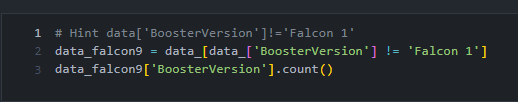 1 # Hint data['BoosterVersion']!='Falcon 1'
2 data_falcon9 = data_[data_['BoosterVersion'] != 'Falcon 1']
3 data_falcon9['BoosterVersion'].count()